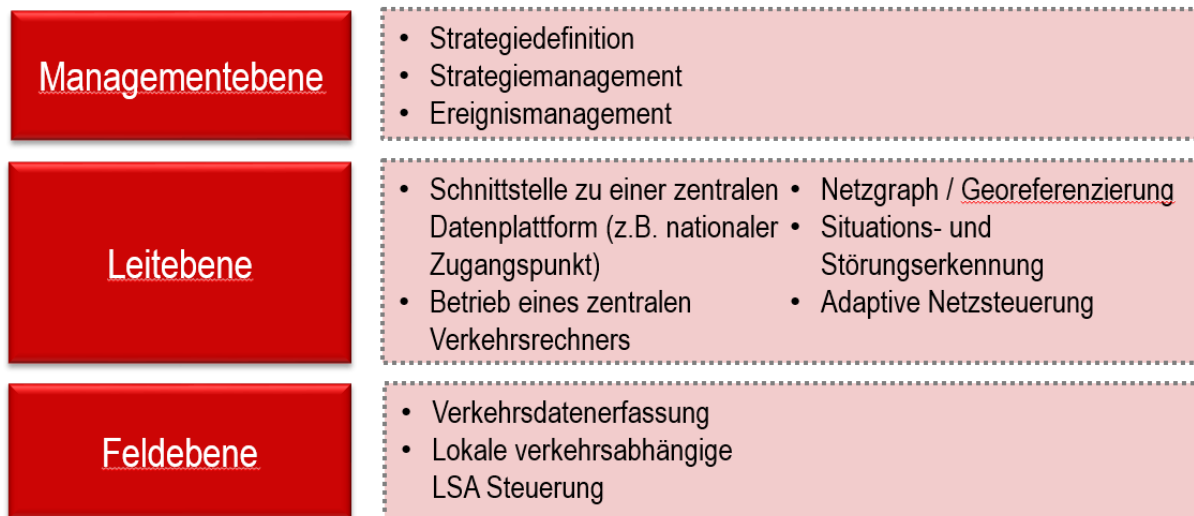 Managementebene
• Strategiedefinition
• Strategiemanagement
• Ereignismanagement
Leitebene
• Schnittstelle zu einer zentralen
Datenplattform (z.B. nationaler
Zugangspunkt)
• Betrieb eines zentralen
Verkehrsrechners
• Netzgraph / Georeferenzierung
• Situations- und
Störungserkennung
• Adaptive Netzsteuerung
Feldebene
• Verkehrsdatenerfassung
• Lokale verkehrsabhängige
LSA Steuerung